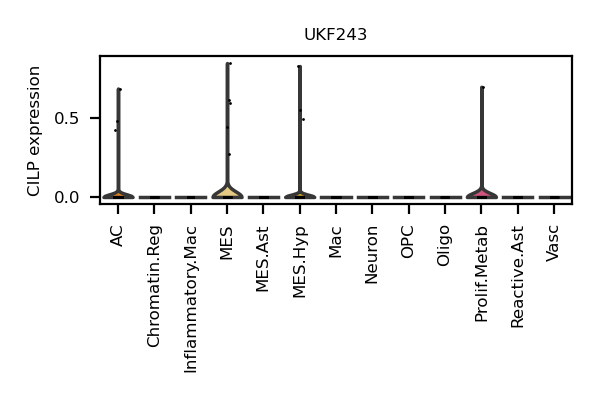 UKF243
CILP expression
0.5
0.0
AC
Chromatin.Reg
Inflammatory.Mac
MES
MES.Ast
MES.Hyp
Mac
Neuron
OPC
Oligo
Prolif.Metab
Reactive.Ast
Vasc